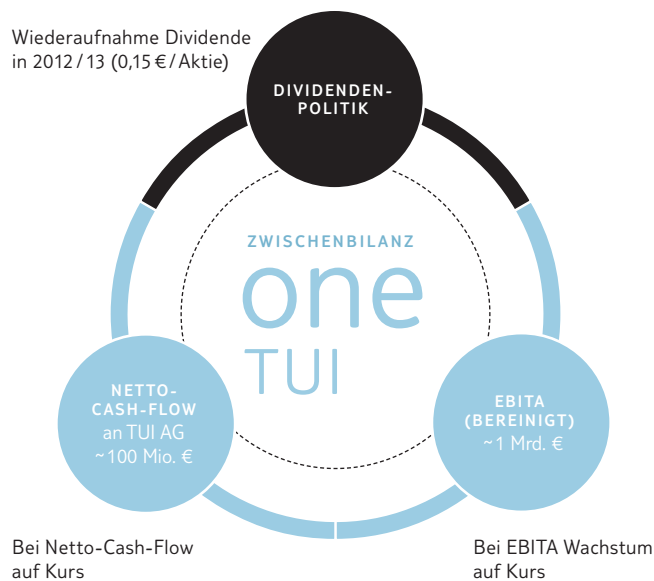 Wiederaufnahme Dividende
in 2012/13 (0,15 €/Aktie)
DIVIDENDEN-
POLITIK
ZWISCHENBILANZ
one
TUI
NETTO-
CASH-FLOW
an TUI AG
~100 Mio. €
EBITA
(BEREINIGT)
~1 Mrd. €
Bei Netto-Cash-Flow
auf Kurs
Bei EBITA Wachstum
auf Kurs